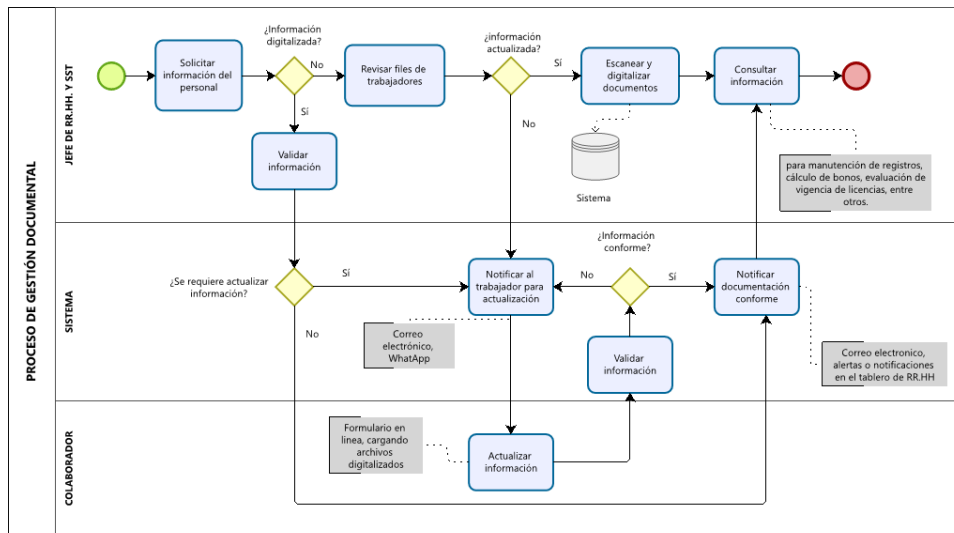 PROCESO DE GESTIÓN DOCUMENTAL
JEFE DE RR.HH. Y SST
Solicitar
información del
personal
¿Información
digitalizada?
No
Sí
Revisar files de
trabajadores
¿información
actualizada?
Sí
No
Escanear y
digitalizar
documentos
Consultar
información
Validar
información
Sistema
para manutención de registros,
cálculo de bonos, evaluación de
vigencia de licencias, entre
otros.
SISTEMA
¿Se requiere actualizar
información?
Sí
No
Notificar al
trabajador para
actualización
¿Información
conforme?
No
Sí
Notificar
documentación
conforme
Correo
electrónico,
WhatApp
Validar
información
Correo electronico,
alertas o notificaciones
en el tablero de RR.HH
COLABORADOR
Formulario en
linea, cargando
archivos
digitalizados
Actualizar
información